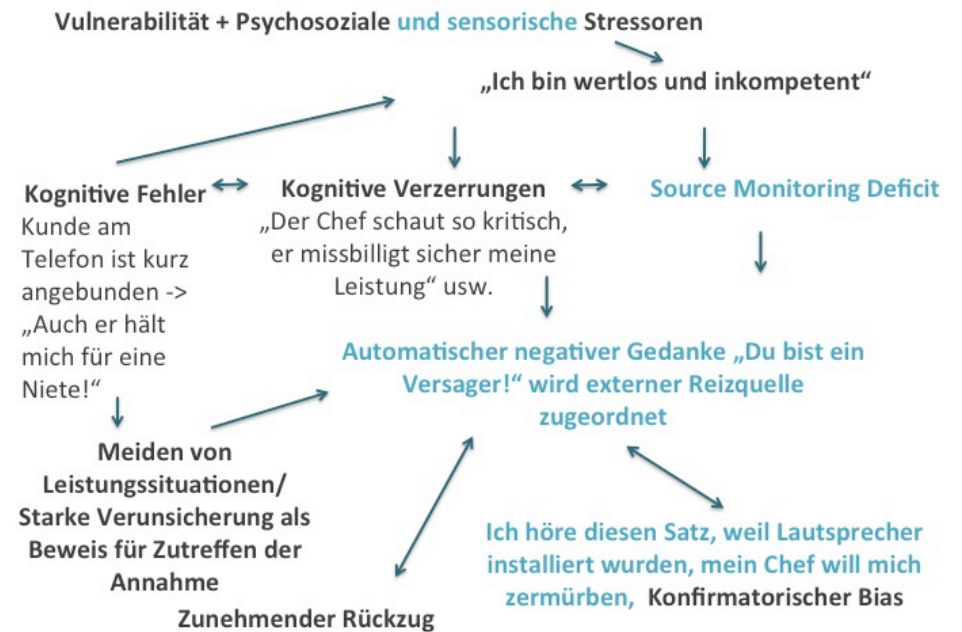 Vulnerabilität + Psychosoziale und sensorische Stressoren
„Ich bin wertlos und inkompetent“
Kognitive Fehler
Kunde am
Telefon ist kurz
angebunden ->
„Auch er hält
mich für eine
Niete!“
Kognitive Verzerrungen
„Der Chef schaut so kritisch,
er missbilligt sicher meine
Leistung“ usw.
Source Monitoring Deficit
Automatischer negativer Gedanke „Du bist ein
Versager!“ wird externer Reizquelle
zugeordnet
Meiden von
Leistungssituationen/
Starke Verunsicherung als
Beweis für Zutreffen der
Annahme
Ich höre diesen Satz, weil Lautsprecher
installiert wurden, mein Chef will mich
zermürben, Konfirmatorischer Bias
Zunehmender Rückzug